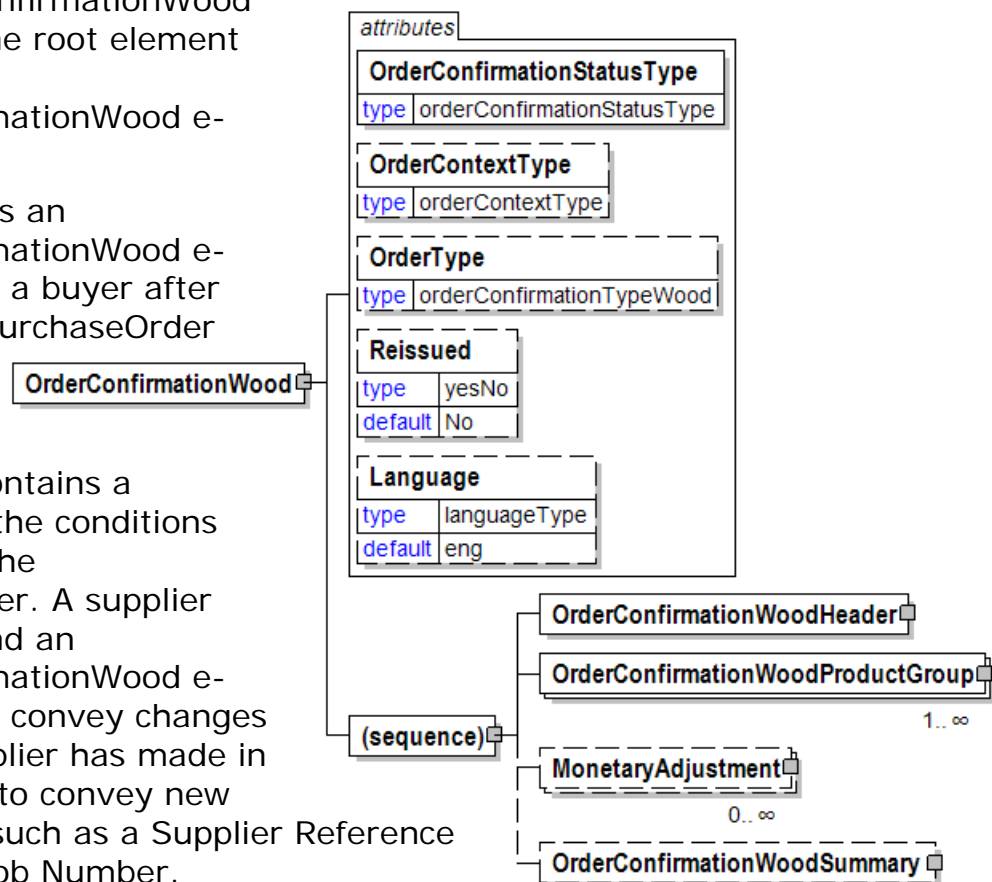 nfirmationWood
ne root element
nationWood e-
s an
nationWood e-
a buyer after
urchaseOrder
ontains a
the conditions
he
er. A supplier
nd an
nationWood e-
convey changes
plier has made in
to convey new
such as a Supplier Reference
ob Number.
attributes
OrderConfirmationStatusType
type orderConfirmationStatusType
OrderContextType
type orderContextType
OrderType
type orderConfirmationTypeWood
Reissued
type yesNo
default No
Language
type languageType
default eng
OrderConfirmationWood
(sequence)
OrderConfirmationWoodHeader
OrderConfirmationWoodProductGroup
1.. ∞
MonetaryAdjustment
0.. ∞
OrderConfirmationWoodSummary